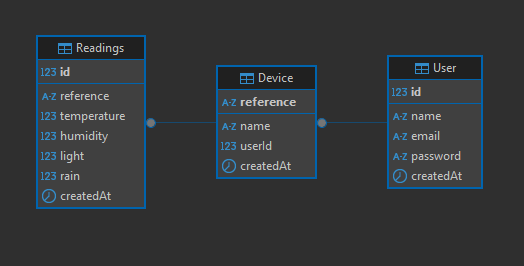 Readings
123 id
A-Z reference
123 temperature
123 humidity
123 light
123 rain
createdAt
Device
A-Z reference
A-Z name
123 userId
createdAt
User
123 id
A-Z name
A-Z email
A-Z password
createdAt